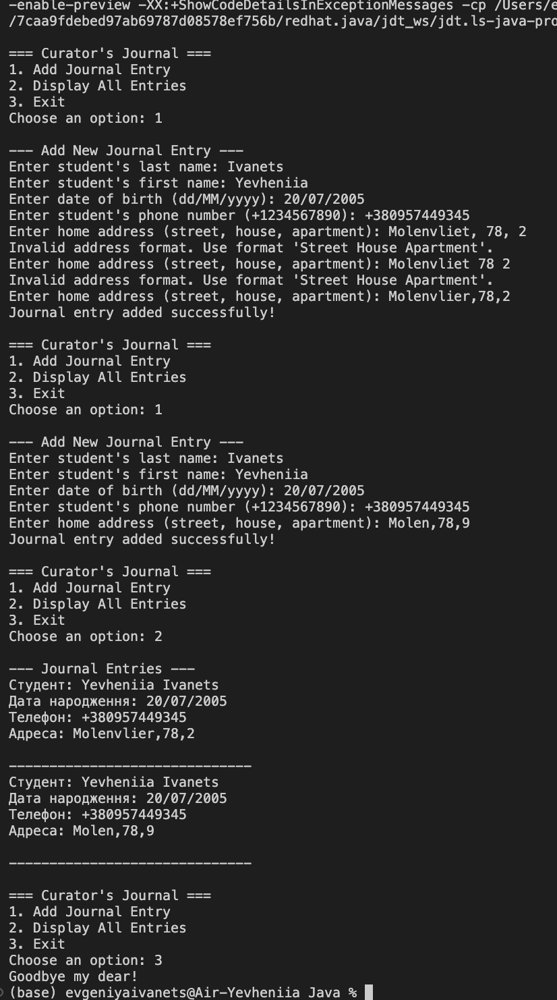 -enable-preview -XX:+ShowCodeDetailsInExceptionMessages -cp /Users/e
/7caa9fdebed97ab69787d08578ef756b/redhat.java/jdt_ws/jdt.ls-java-pro
=== Curator's Journal ===
1. Add Journal Entry
2. Display All Entries
3. Exit
Choose an option: 1
--- Add New Journal Entry ---
Enter student's last name: Ivanets
Enter student's first name: Yevheniia
Enter date of birth (dd/MM/yyyy): 20/07/2005
Enter student's phone number (+1234567890): +380957449345
Enter home address (street, house, apartment): Molenvliet, 78, 2
Invalid address format. Use format 'Street House Apartment'.
Enter home address (street, house, apartment): Molenvliet 78 2
Invalid address format. Use format 'Street House Apartment'.
Enter home address (street, house, apartment): Molenvlier,78,2
Journal entry added successfully!
=== Curator's Journal ===
1. Add Journal Entry
2. Display All Entries
3. Exit
Choose an option: 1
--- Add New Journal Entry ---
Enter student's last name: Ivanets
Enter student's first name: Yevheniia
Enter date of birth (dd/MM/yyyy): 20/07/2005
Enter student's phone number (+1234567890): +380957449345
Enter home address (street, house, apartment): Molen,78,9
Journal entry added successfully!
=== Curator's Journal ===
1. Add Journal Entry
2. Display All Entries
3. Exit
Choose an option: 2
--- Journal Entries ---
Студент: Yevheniia Ivanets
Дата народження: 20/07/2005
Телефон: +380957449345
Адреса: Molenvlier,78,2
------------------------------
Студент: Yevheniia Ivanets
Дата народження: 20/07/2005
Телефон: +380957449345
Адреса: Molen,78,9
------------------------------
=== Curator's Journal ===
1. Add Journal Entry
2. Display All Entries
3. Exit
Choose an option: 3
Goodbye my dear!
(base) evgeniyaivanets@Air-Yevheniia Java %